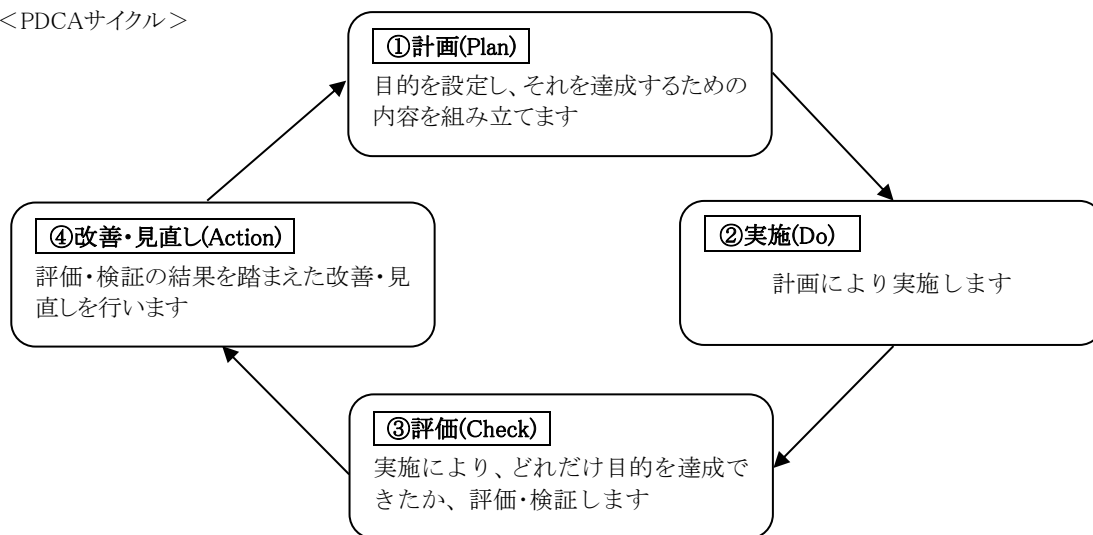 ＜PDCAサイクル＞
①計画(Plan)
目的を設定し、それを達成するための
内容を組み立てます
②実施(Do)
計画により実施します
③評価(Check)
実施により、どれだけ目的を達成で
きたか、評価・検証します
④改善・見直し(Action)
評価・検証の結果を踏まえた改善・見
直しを行います